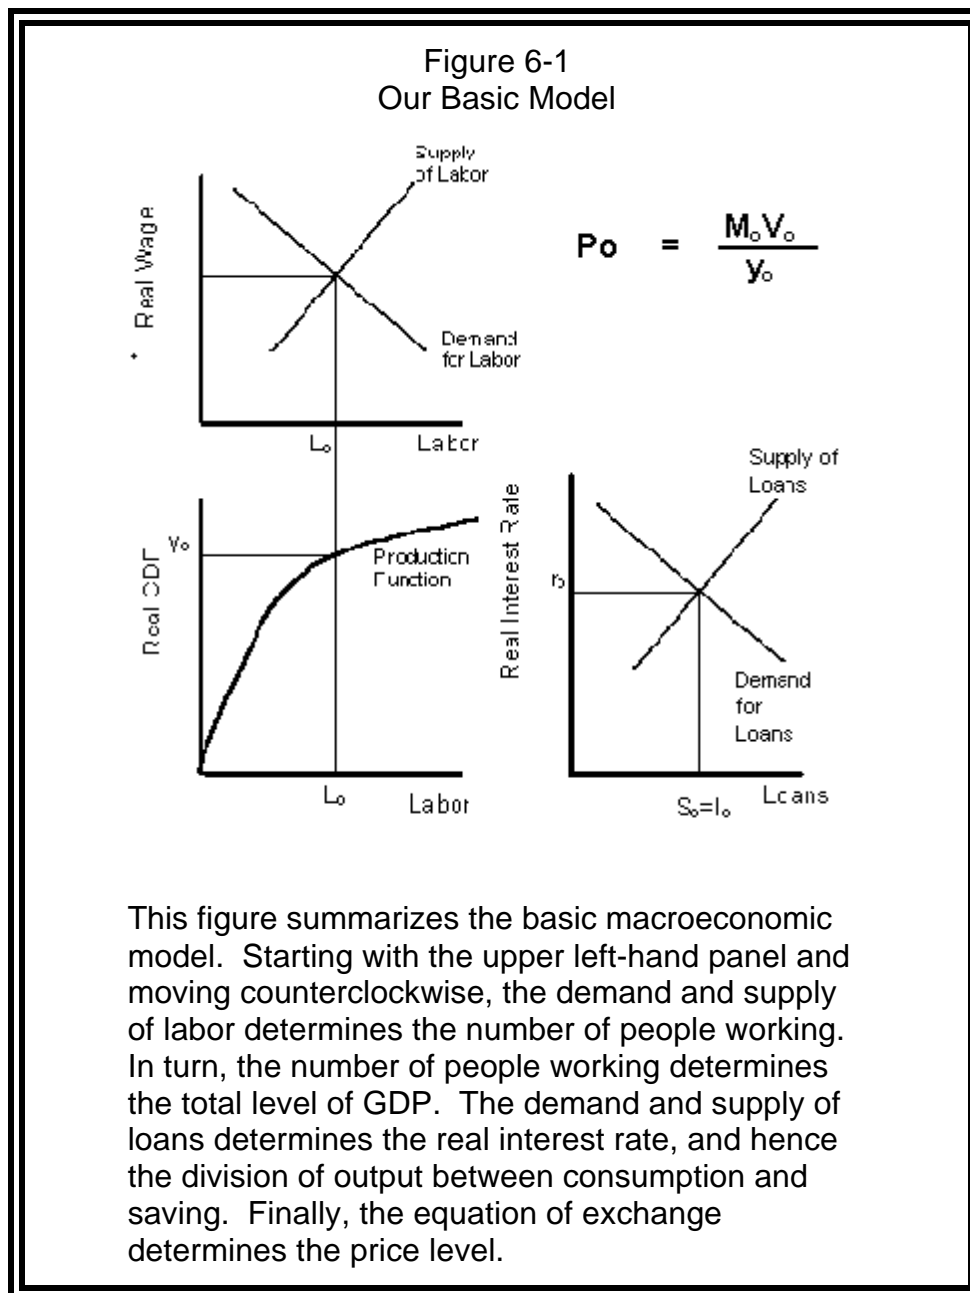 Figure 6-1
Our Basic Model
Supply
of Labor
Real Wage
Demand
for Labor
Lₒ
Labor
Po = MₒVₒ
yₒ
Real GDP
yₒ
Production
Function
Lₒ
Labor
Real Interest Rate
Supply of
Loans
rₒ
Demand
for
Loans
Sₒ=Iₒ
Loans
This figure summarizes the basic macroeconomic
model. Starting with the upper left-hand panel and
moving counterclockwise, the demand and supply
of labor determines the number of people working.
In turn, the number of people working determines
the total level of GDP. The demand and supply of
loans determines the real interest rate, and hence
the division of output between consumption and
saving. Finally, the equation of exchange
determines the price level.